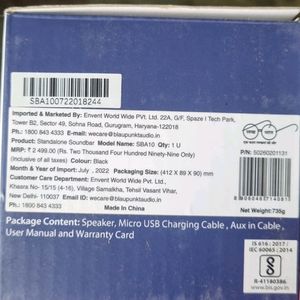 SBA100722018244
Imported & Marketed By: Envent World Wide Pvt. Ltd. 22A, G/F, Spaze I Tech Park,
Tower B2, Sector 49, Sohna Road, Gurugram, Haryana-122018
Ph: 1800 843 4333 E-mail: wecare@blaupunktaudio.in
Product: Standalone Soundbar Model: SBA10 Qty: 1 U
MRP: ₹ 2 499.00 (Rs. Two Thousand Four Hundred Ninety-Nine Only)
(Inclusive of all taxes) Colour: Black
Month & Year of Import: July, 2022 Packaging Size: (412 X 89 X 90) mm
Customer Care Details: Envent World Wide Pvt. Ltd.,
Khasra No- 15/15 (4-16), Village Samalkha, Tehsil Vasant Vihar,
New Delhi- 110037 Email ID: wecare@blaupunktaudio.in
Ph: 1800 843 4333 Made In China
P/N: 50260201131
Net Weight: 735g
Package Content: Speaker, Micro USB Charging Cable, Aux in Cable,
User Manual and Warranty Card
IS 616 : 2017 /
IEC 60065 : 2014
R-41180386
www.bis.gov.in